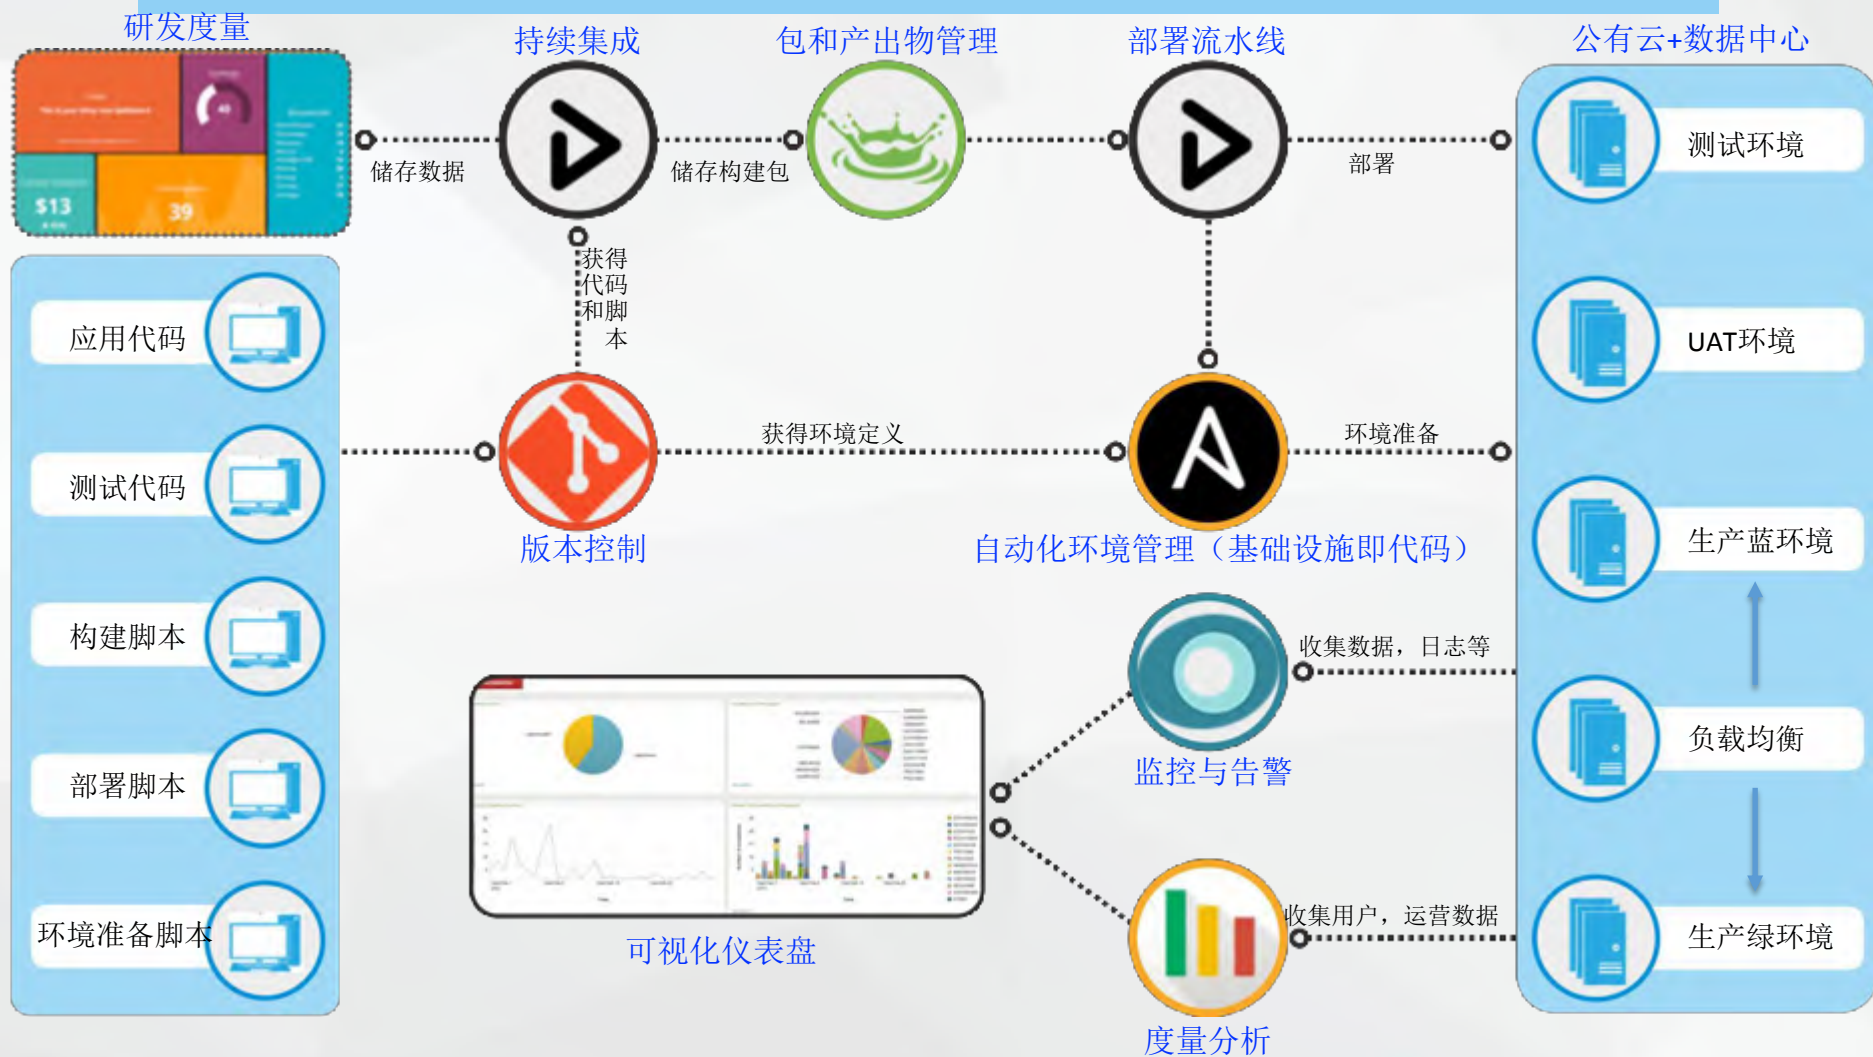 研发度量
持续集成
包和产出物管理
部署流水线
公有云+数据中心
40
$13
39
储存数据
储存构建包
部署
测试环境
获得
代码
和脚
本
应用代码
UAT环境
获得环境定义
环境准备
测试代码
版本控制
自动化环境管理（基础设施即代码）
生产蓝环境
构建脚本
收集数据，日志等
负载均衡
监控与告警
部署脚本
收集用户，运营数据
环境准备脚本
生产绿环境
可视化仪表盘
度量分析